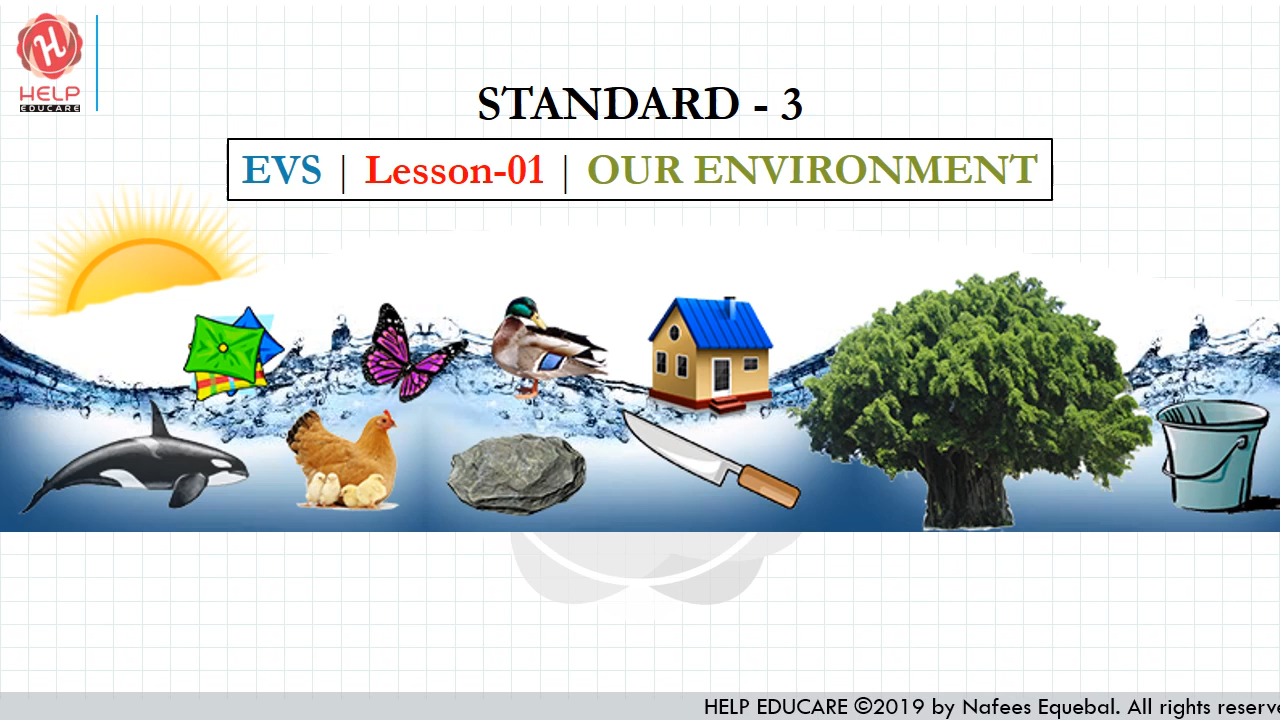 H
HELP
EDUCARE
STANDARD - 3
EVS | Lesson-01 | OUR ENVIRONMENT
HELP EDUCARE ©2019 by Nafees Equebal. All rights reserve